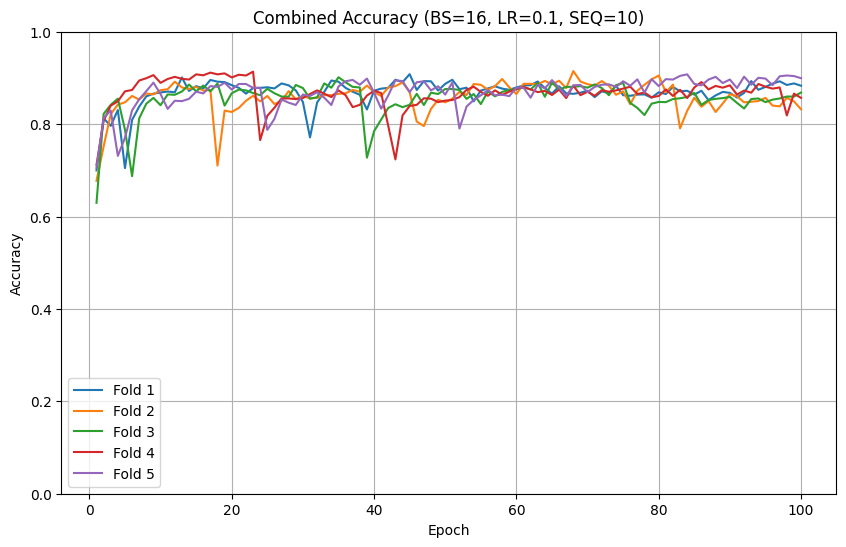 Combined Accuracy (BS=16, LR=0.1, SEQ=10)
1.0
0.8
0.6
0.4
0.2
0.0
Accuracy
Fold 1
Fold 2
Fold 3
Fold 4
Fold 5
0 20 40 60 80 100
Epoch